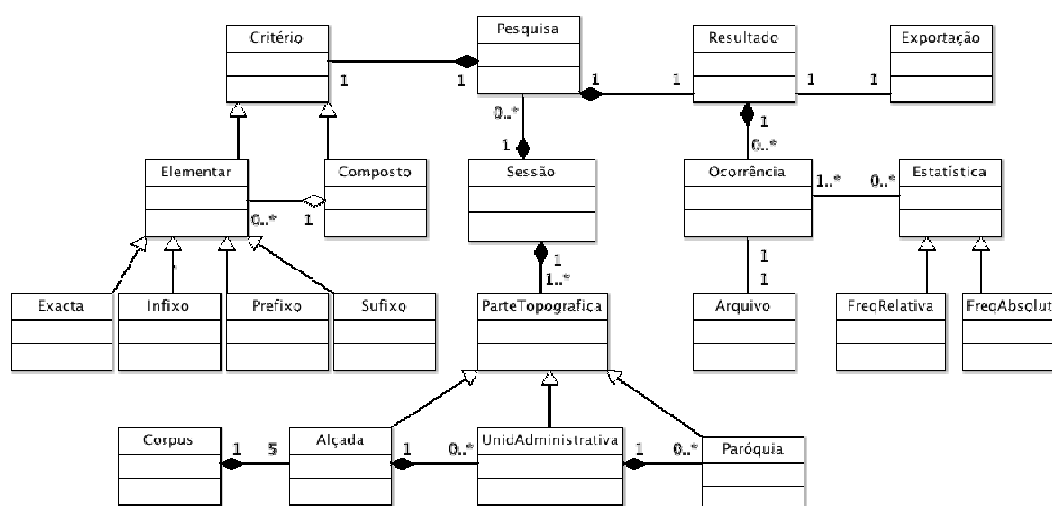 Critério
Pesquisa
Resultado
Exportação
1
1
1
1
1
1
0..*
1
1
0..*
Elementar
Composto
Sessão
Ocorrência
Estatística
0..*
1
1..*
0..*
1
1..*
1
1
Exacta
Infixo
Prefixo
Sufixo
ParteTopografica
Arquivo
FreqRelativa
FreqAbsolut
Corpus
Alçada
UnidAdministrativa
Paróquia
1
5
1
0..*
1
0..*